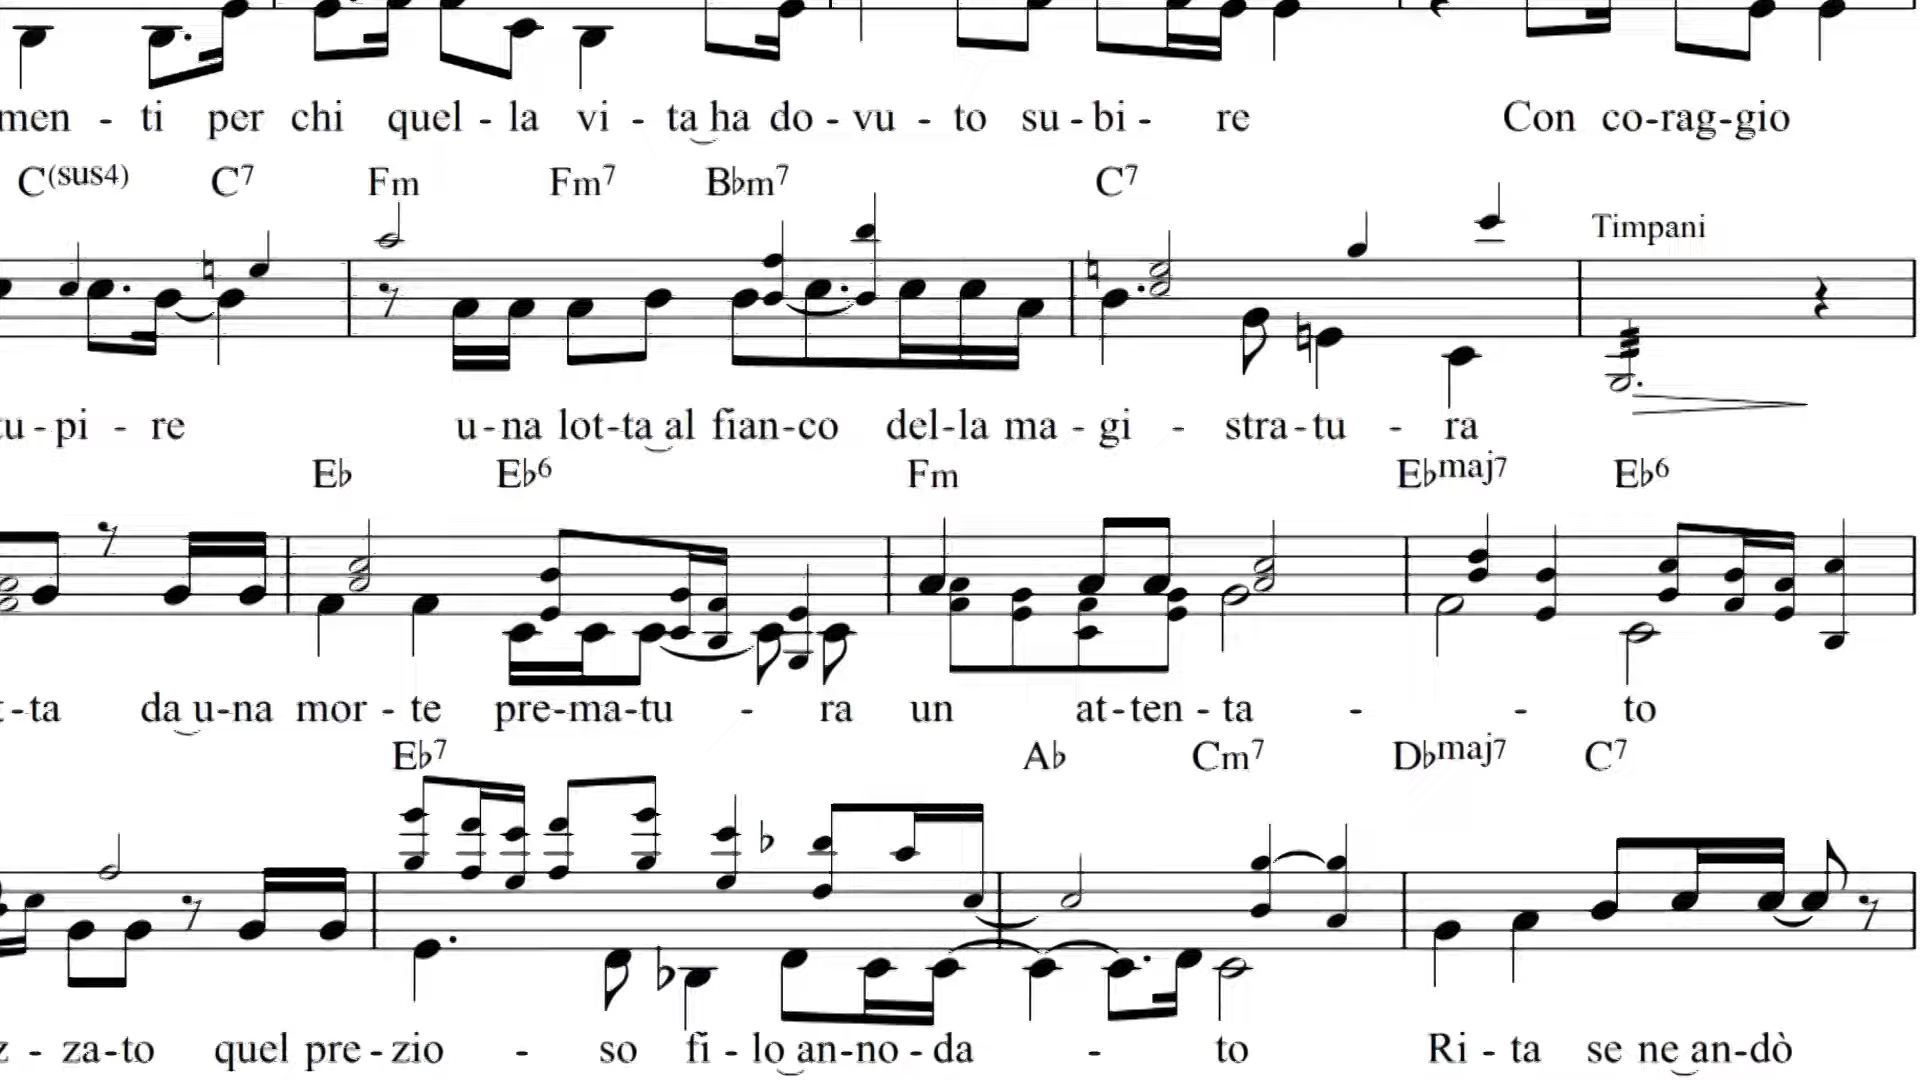 men - ti per chi quel - la vi - ta ha do - vu - to su - bi - re Con co-rag-gio
C(sus4) C7 Fm Fm7 B♭m7 C7
Timpani
tu - pi - re u-na lot-ta al fian-co del-la ma - gi - stra-tu - ra
E♭ E♭6 Fm E♭maj7 E♭6
t-ta da u-na mor - te pre-ma-tu - ra un at-ten - ta - - to
E♭7 A♭ Cm7 D♭maj7 C7
z - za-to quel pre-zio - so fi - lo an-no-da - to Ri - ta se ne an-dò